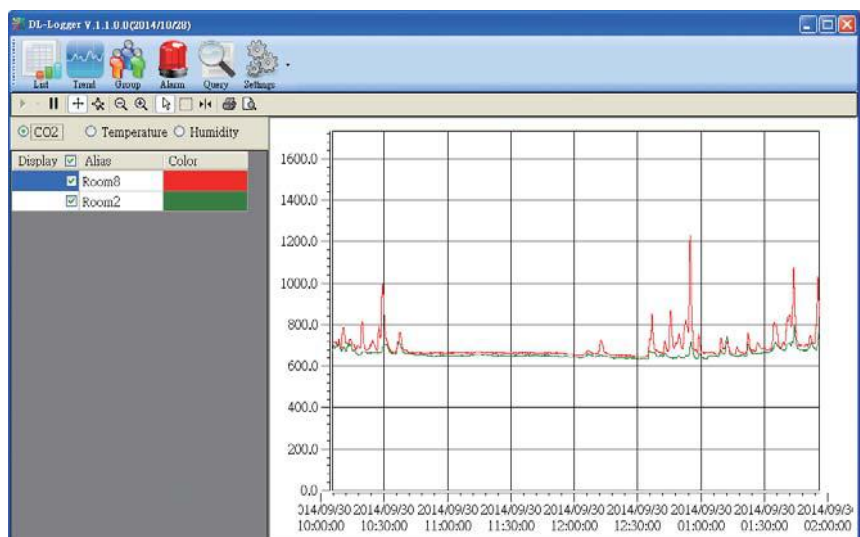 DL-Logger V.1.1.0.0(2014/10/28)
List Trend Group Alarm Query Settings
CO2 Temperature Humidity
Display Alias Color
Room8
Room2
1600.0
1400.0
1200.0
1000.0
800.0
600.0
400.0
200.0
0.0
014/09/30 2014/09/30 2014/09/30 2014/09/30 2014/09/30 2014/09/30 2014/09/30 2014/09/30 2014/09/3
10:00:00 10:30:00 11:00:00 11:30:00 12:00:00 12:30:00 01:00:00 01:30:00 02:00:00